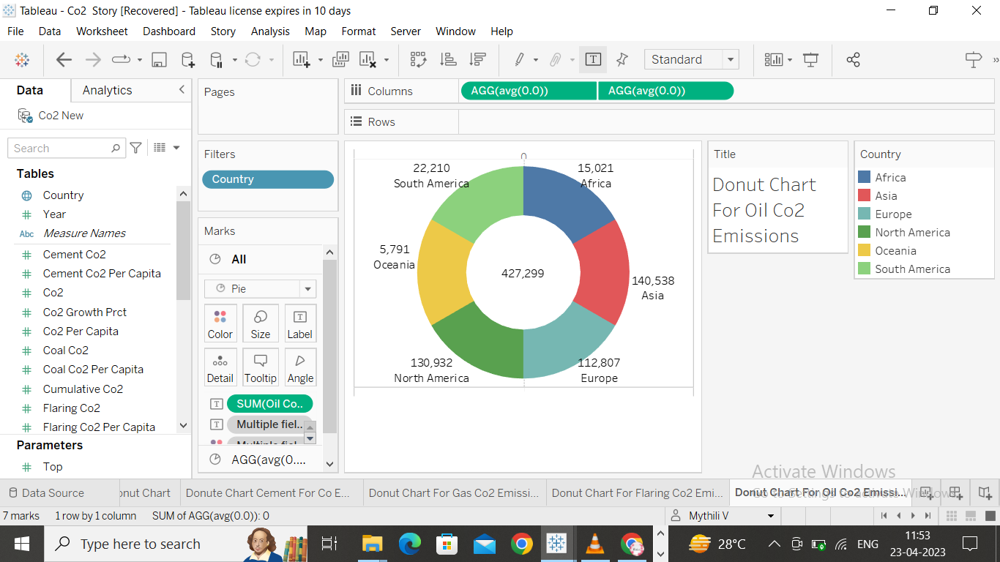 Tableau - Co2  Story [Recovered] - Tableau license expires in 10 days
File Data Worksheet Dashboard Story Analysis Map Format Server Window Help
Standard
Data Analytics
Co2 New
Search
Tables
Country
Year
Abc Measure Names
Cement Co2
Cement Co2 Per Capita
Co2
Co2 Growth Prct
Co2 Per Capita
Coal Co2
Coal Co2 Per Capita
Cumulative Co2
Flaring Co2
Flaring Co2 Per Capita
Parameters
Top
Pages
Filters
Country
Marks
All
Pie
Color Size Label
Detail Tooltip Angle
SUM(Oil Co..
Multiple fiel..
AGG(avg(0....
Columns AGG(avg(0.0)) AGG(avg(0.0))
Rows
0
22,210
South America
15,021
Africa
5,791
Oceania
427,299
140,538
Asia
130,932
North America
112,807
Europe
Title
Donut Chart
For Oil Co2
Emissions
Country
Africa
Asia
Europe
North America
Oceania
South America
Activate Windows
Data Source onut Chart Donute Chart Cement For Co E... Donut Chart For Gas Co2 Emissi... Donut Chart For Flaring Co2 Emi... Donut Chart For Oil Co2 Emissi...
Go to Settings to activate Windows.
7 marks 1 row by 1 column SUM of AGG(avg(0.0)): 0 Mythili V
Type here to search 28°C ENG 11:53
23-04-2023